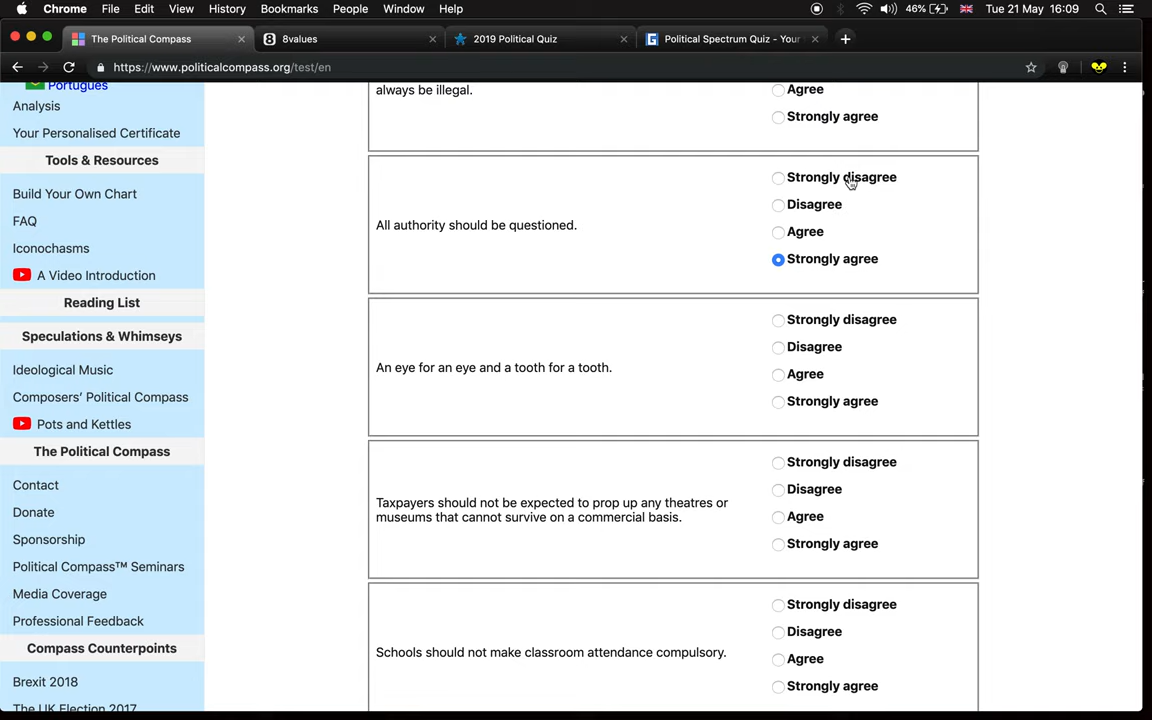 Chrome File Edit View History Bookmarks People Window Help 46% Tue 21 May 16:09
The Political Compass 8values 2019 Political Quiz Political Spectrum Quiz - Your
https://www.politicalcompass.org/test/en
Português
Analysis
Your Personalised Certificate
Tools & Resources
Build Your Own Chart
FAQ
Iconochasms
A Video Introduction
Reading List
Speculations & Whimseys
Ideological Music
Composers' Political Compass
Pots and Kettles
The Political Compass
Contact
Donate
Sponsorship
Political Compass™ Seminars
Media Coverage
Professional Feedback
Compass Counterpoints
Brexit 2018
The UK Election 2017
always be illegal.
Agree
Strongly agree
All authority should be questioned.
Strongly disagree
Disagree
Agree
Strongly agree
An eye for an eye and a tooth for a tooth.
Strongly disagree
Disagree
Agree
Strongly agree
Taxpayers should not be expected to prop up any theatres or
museums that cannot survive on a commercial basis.
Strongly disagree
Disagree
Agree
Strongly agree
Schools should not make classroom attendance compulsory.
Strongly disagree
Disagree
Agree
Strongly agree